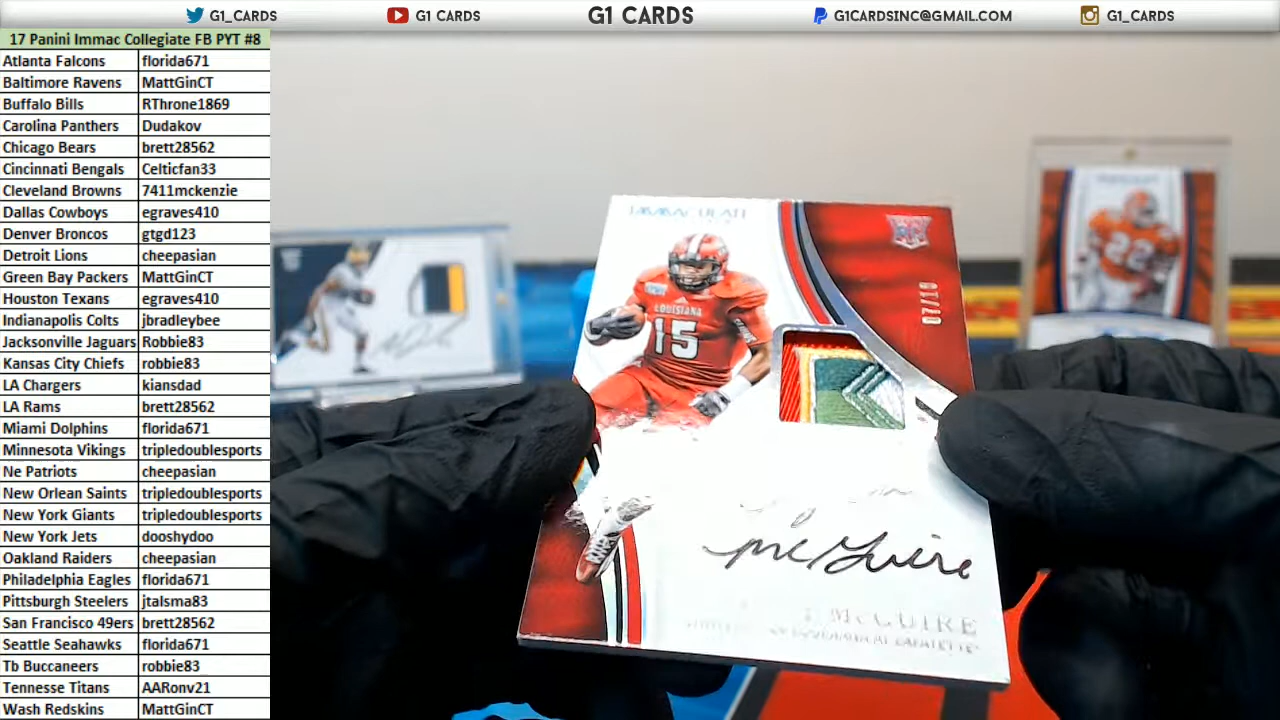 G1_CARDS G1 CARDS G1 CARDS G1CARDSINC@GMAIL.COM G1_CARDS
17 Panini Immac Collegiate FB PYT #8
Atlanta Falcons florida671
Baltimore Ravens MattGinCT
Buffalo Bills RThrone1869
Carolina Panthers Dudakov
Chicago Bears brett28562
Cincinnati Bengals Celticfan33
Cleveland Browns 7411mckenzie
Dallas Cowboys egraves410
Denver Broncos gtgd123
Detroit Lions cheepasian
Green Bay Packers MattGinCT
Houston Texans egraves410
Indianapolis Colts jbradleybee
Jacksonville Jaguars Robbie83
Kansas City Chiefs robbie83
LA Chargers kiansdad
LA Rams brett28562
Miami Dolphins florida671
Minnesota Vikings tripledoublesports
Ne Patriots cheepasian
New Orlean Saints tripledoublesports
New York Giants tripledoublesports
New York Jets dooshydoo
Oakland Raiders cheepasian
Philadelphia Eagles florida671
Pittsburgh Steelers jtalsma83
San Francisco 49ers brett28562
Seattle Seahawks florida671
Tb Buccaneers robbie83
Tennesse Titans AARonv21
Wash Redskins MattGinCT
LOUISIANA
15
07/10
McGuire
McGUIRE
22